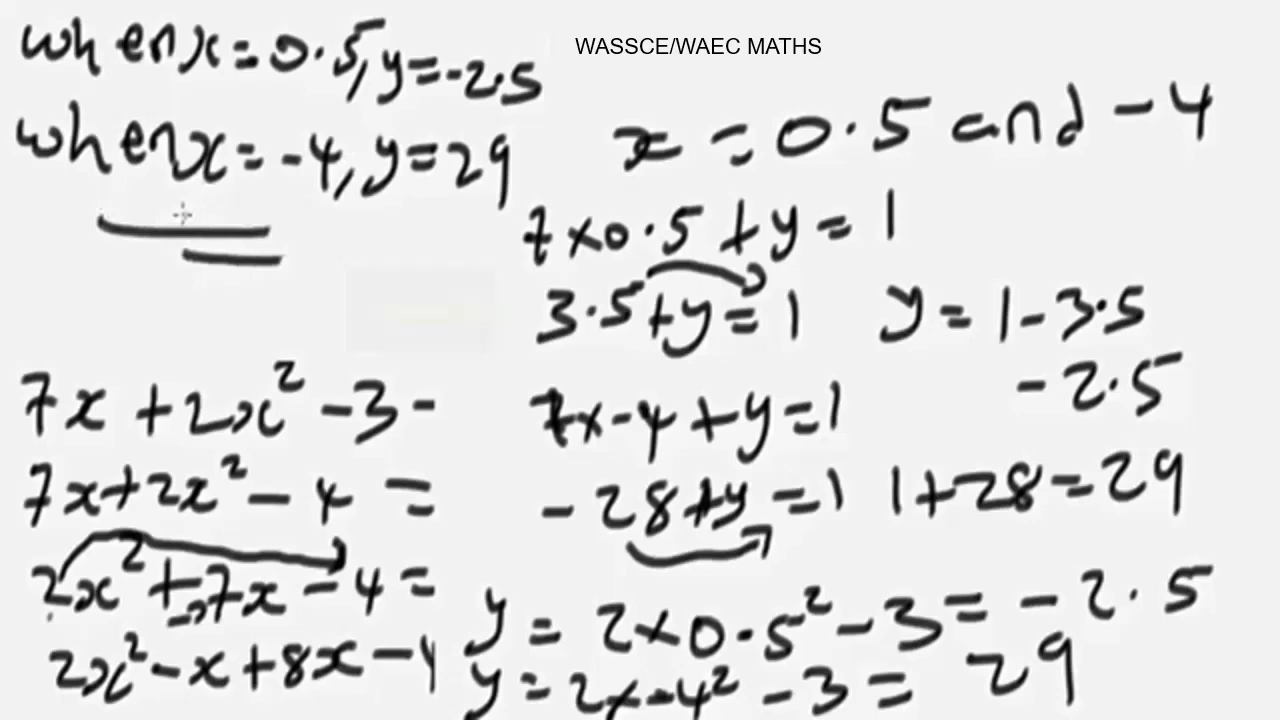 when x = 0.5, y = -2.5
when x = -4, y = 29
WASSCE/WAEC MATHS
x = 0.5 and -4
7 x 0.5 + y = 1
3.5 + y = 1 y = 1 - 3.5
- 2.5
7x - 4 + y = 1
- 28 + y = 1 1 + 28 = 29
7x + 2x² - 3 -
7x + 2x² - 4 =
2x² + 7x - 4 =
2x² - x + 8x - 4
y = 2 x 0.5² - 3 = - 2.5
y = 2 x -4² - 3 = 29